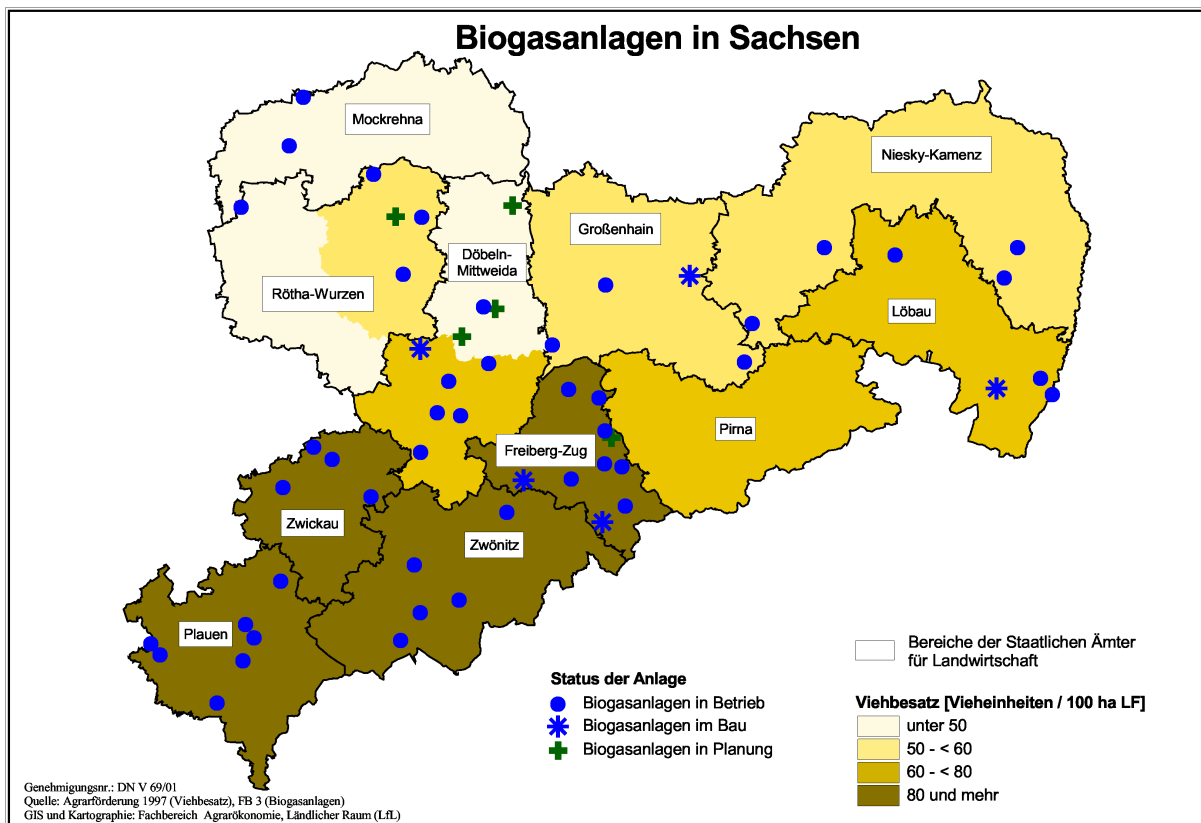 Biogasanlagen in Sachsen
Mockrehna
Niesky-Kamenz
Großenhain
Döbeln-
Mittweida
Rötha-Wurzen
Löbau
Pirna
Freiberg-Zug
Zwickau
Zwönitz
Plauen
Bereiche der Staatlichen Ämter
für Landwirtschaft
Status der Anlage
Biogasanlagen in Betrieb
Biogasanlagen im Bau
Biogasanlagen in Planung
Viehbesatz [Vieheinheiten / 100 ha LF]
unter 50
50 - < 60
60 - < 80
80 und mehr
Genehmigungsnr.: DN V 69/01
Quelle: Agrarförderung 1997 (Viehbesatz), FB 3 (Biogasanlagen)
GIS und Kartographie: Fachbereich Agrarökonomie, Ländlicher Raum (LfL)